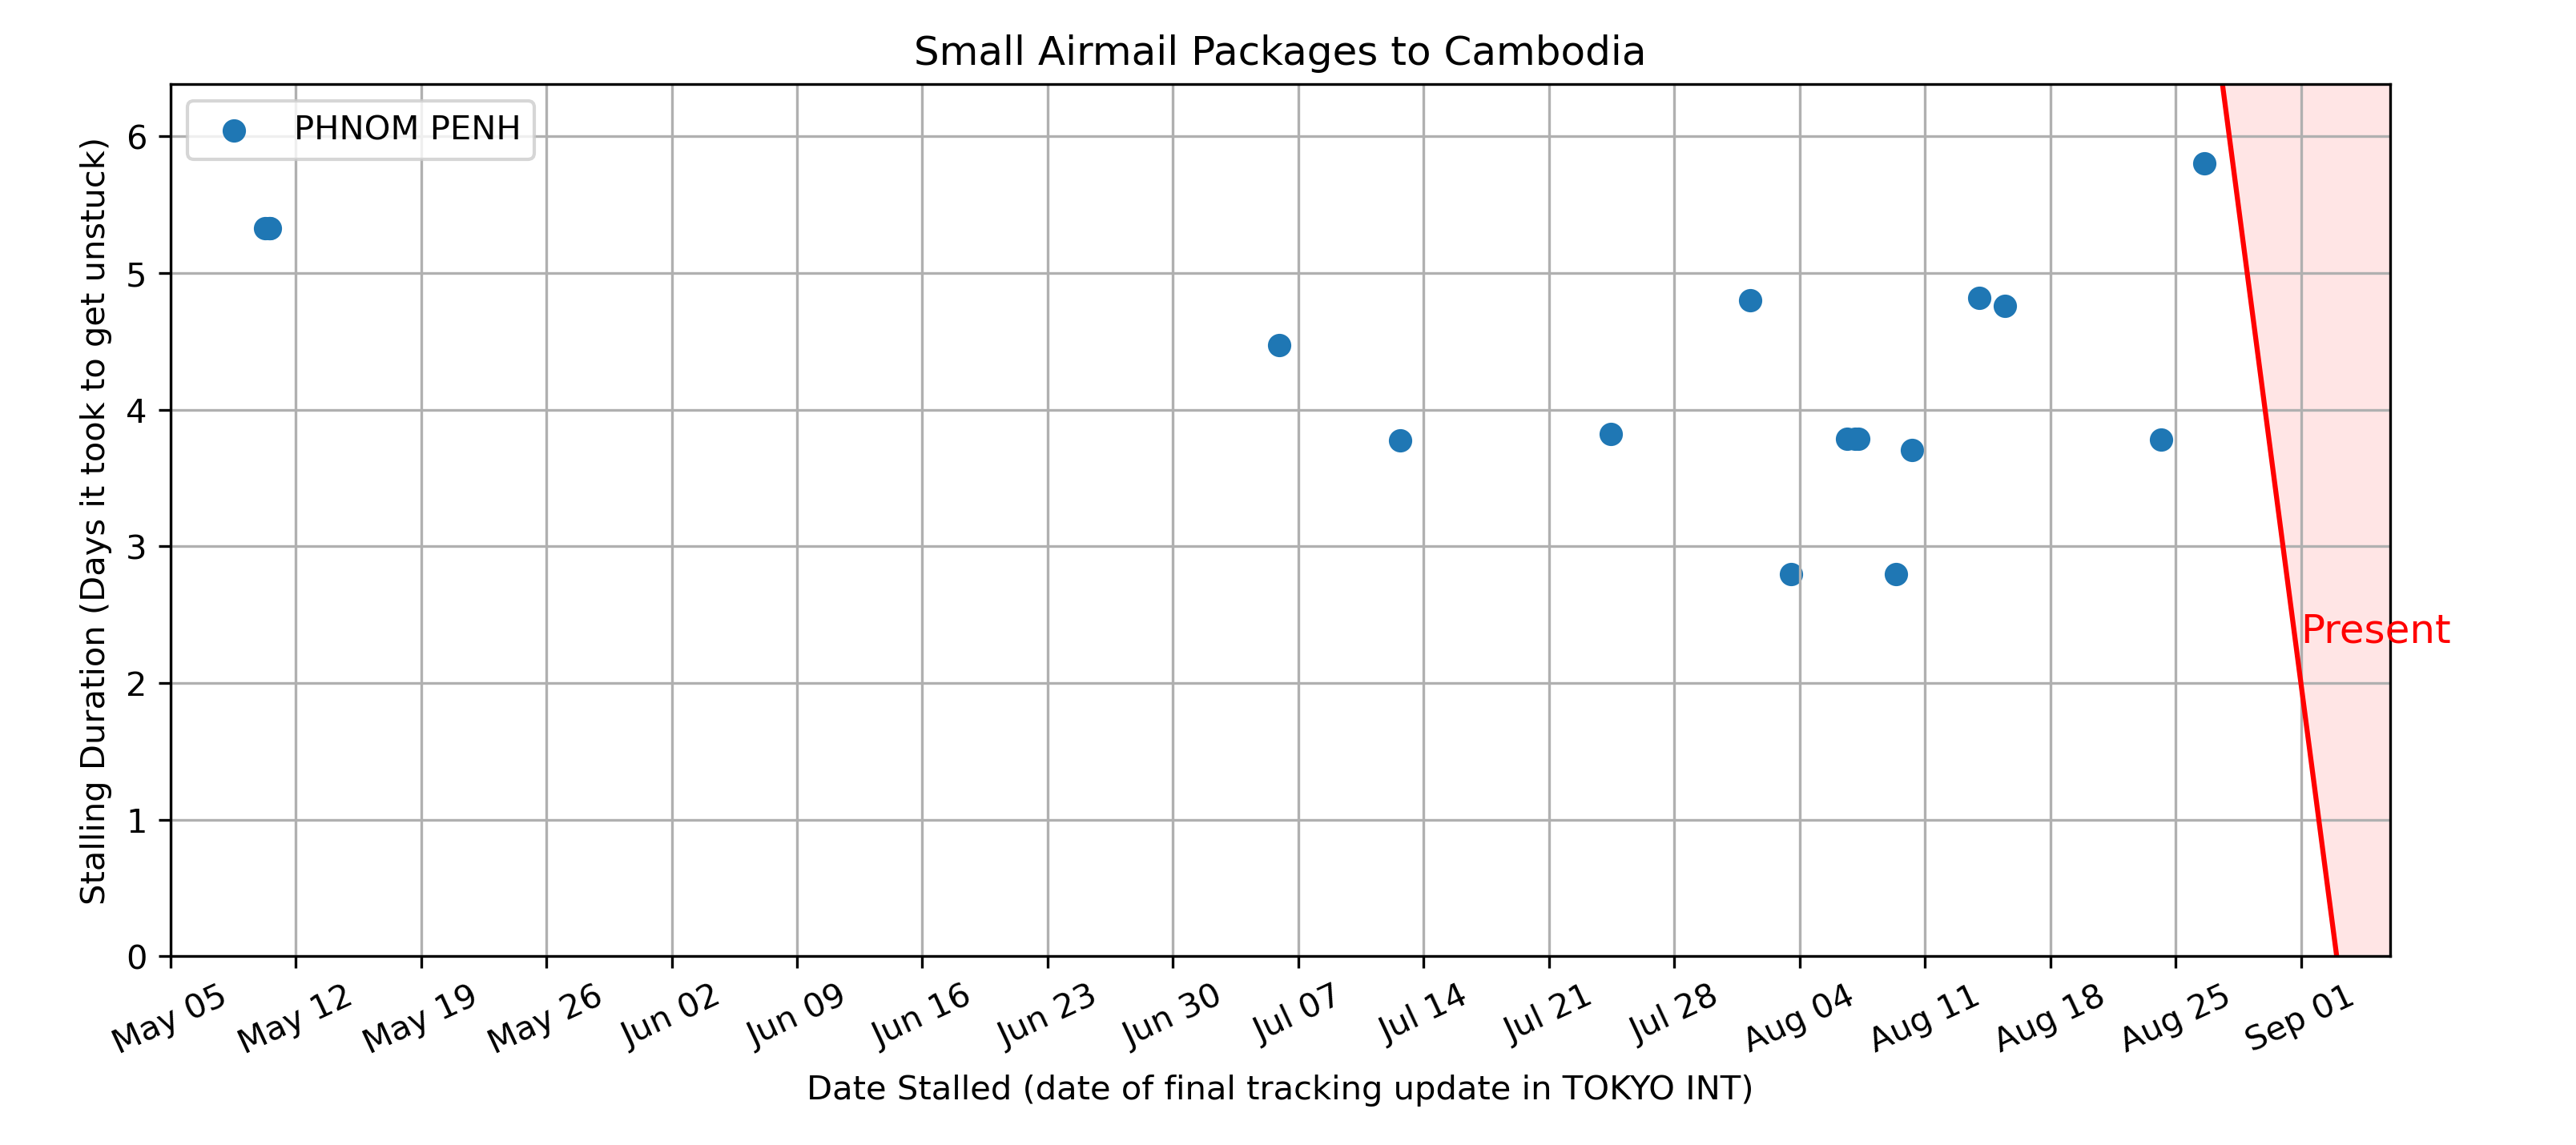 Small Airmail Packages to Cambodia
PHNOM PENH
Stalling Duration (Days it took to get unstuck)
6
5
4
3
2
1
0
Present
May 05
May 12
May 19
May 26
Jun 02
Jun 09
Jun 16
Jun 23
Jun 30
Jul 07
Jul 14
Jul 21
Jul 28
Aug 04
Aug 11
Aug 18
Aug 25
Sep 01
Date Stalled (date of final tracking update in TOKYO INT)